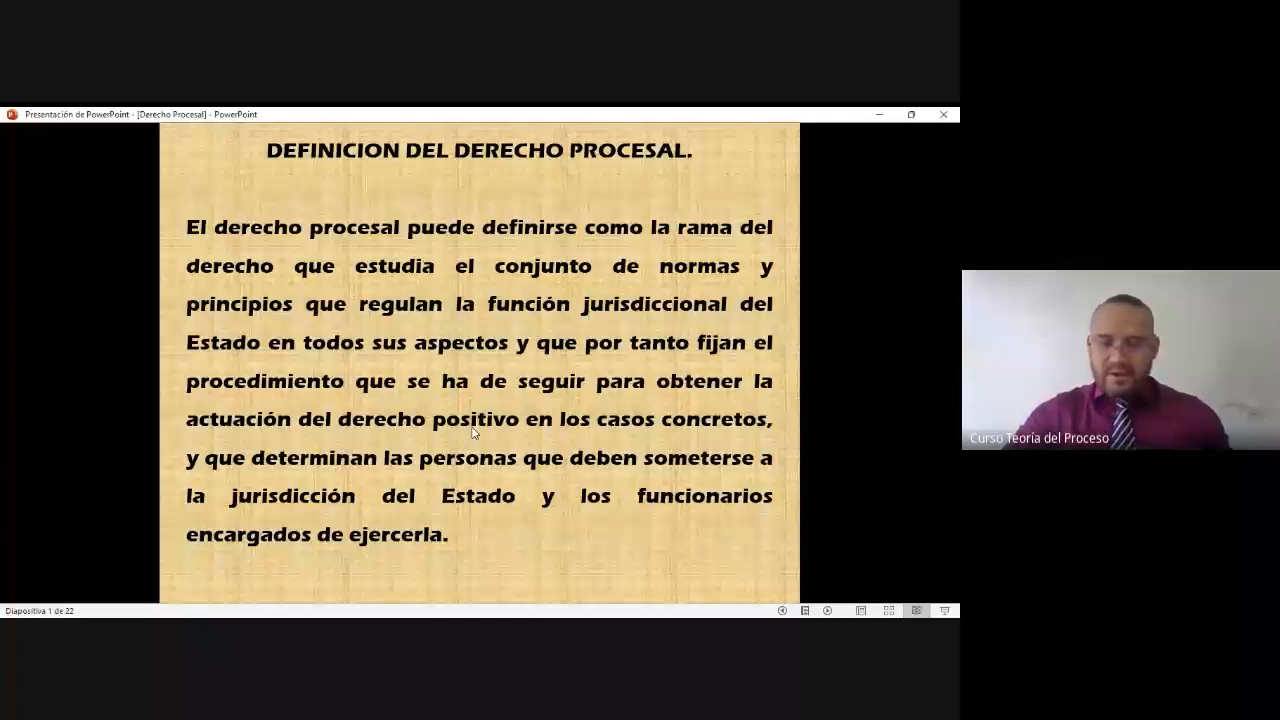 Presentación de PowerPoint - [Derecho Procesal] - PowerPoint
DEFINICION DEL DERECHO PROCESAL.
El derecho procesal puede definirse como la rama del
derecho que estudia el conjunto de normas y
principios que regulan la función jurisdiccional del
Estado en todos sus aspectos y que por tanto fijan el
procedimiento que se ha de seguir para obtener la
actuación del derecho positivo en los casos concretos,
y que determinan las personas que deben someterse a
la jurisdicción del Estado y los funcionarios
encargados de ejercerla.
Curso Teoría del Proceso
Diapositiva 1 de 22